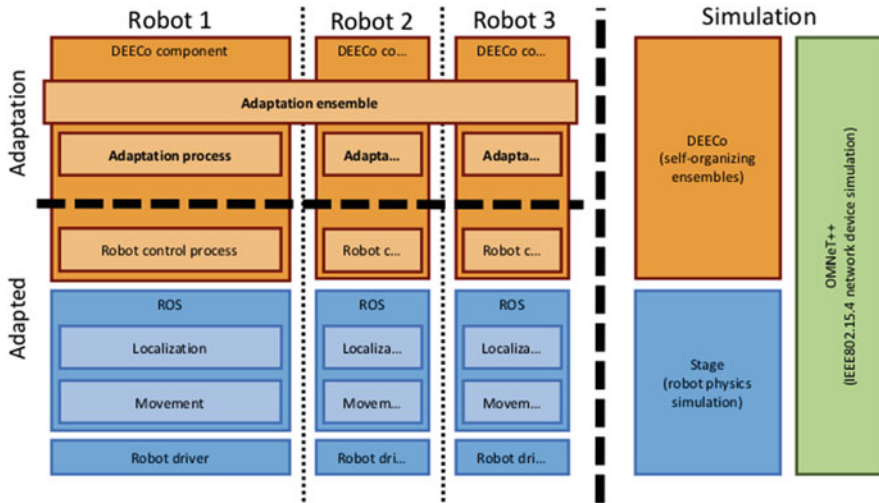 Robot 1
Robot 2
Robot 3
Simulation
Adaptation
Adapted
DEECo component
DEECo co...
DEECo co...
Adaptation ensemble
Adaptation process
Adapta...
Adapta...
Robot control process
Robot c...
Robot c...
ROS
ROS
ROS
Localization
Localiza...
Localiza...
Movement
Movem...
Movem...
Robot driver
Robot dri...
Robot dri...
DEECo
(self-organizing
ensembles)
Stage
(robot physics
simulation)
OMNeT++
(IEEE802.15.4 network device simulation)